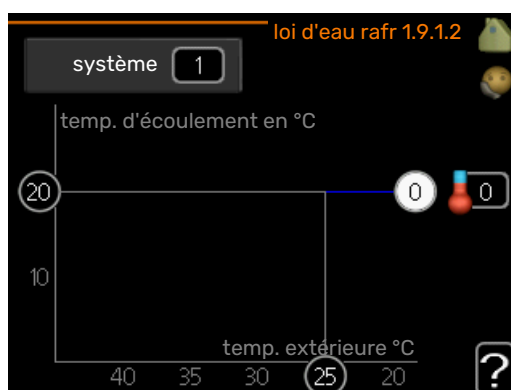 loi d'eau rafr 1.9.1.2
système 1
temp. d'écoulement en °C
20 0 0
10
temp. extérieure °C
40 35 30 25 20
?